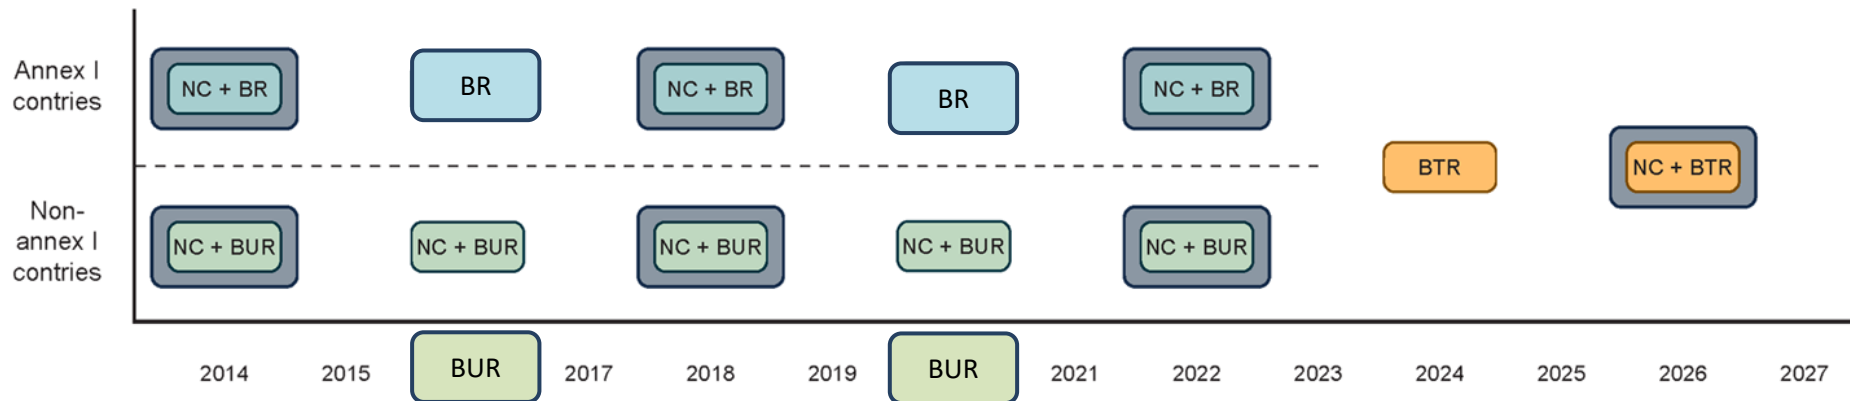 Annex I
contries
NC + BR
BR
NC + BR
BR
NC + BR
BTR
NC + BTR
Non-
annex I
contries
NC + BUR
NC + BUR
NC + BUR
NC + BUR
NC + BUR
2014
2015
BUR
2017
2018
2019
BUR
2021
2022
2023
2024
2025
2026
2027